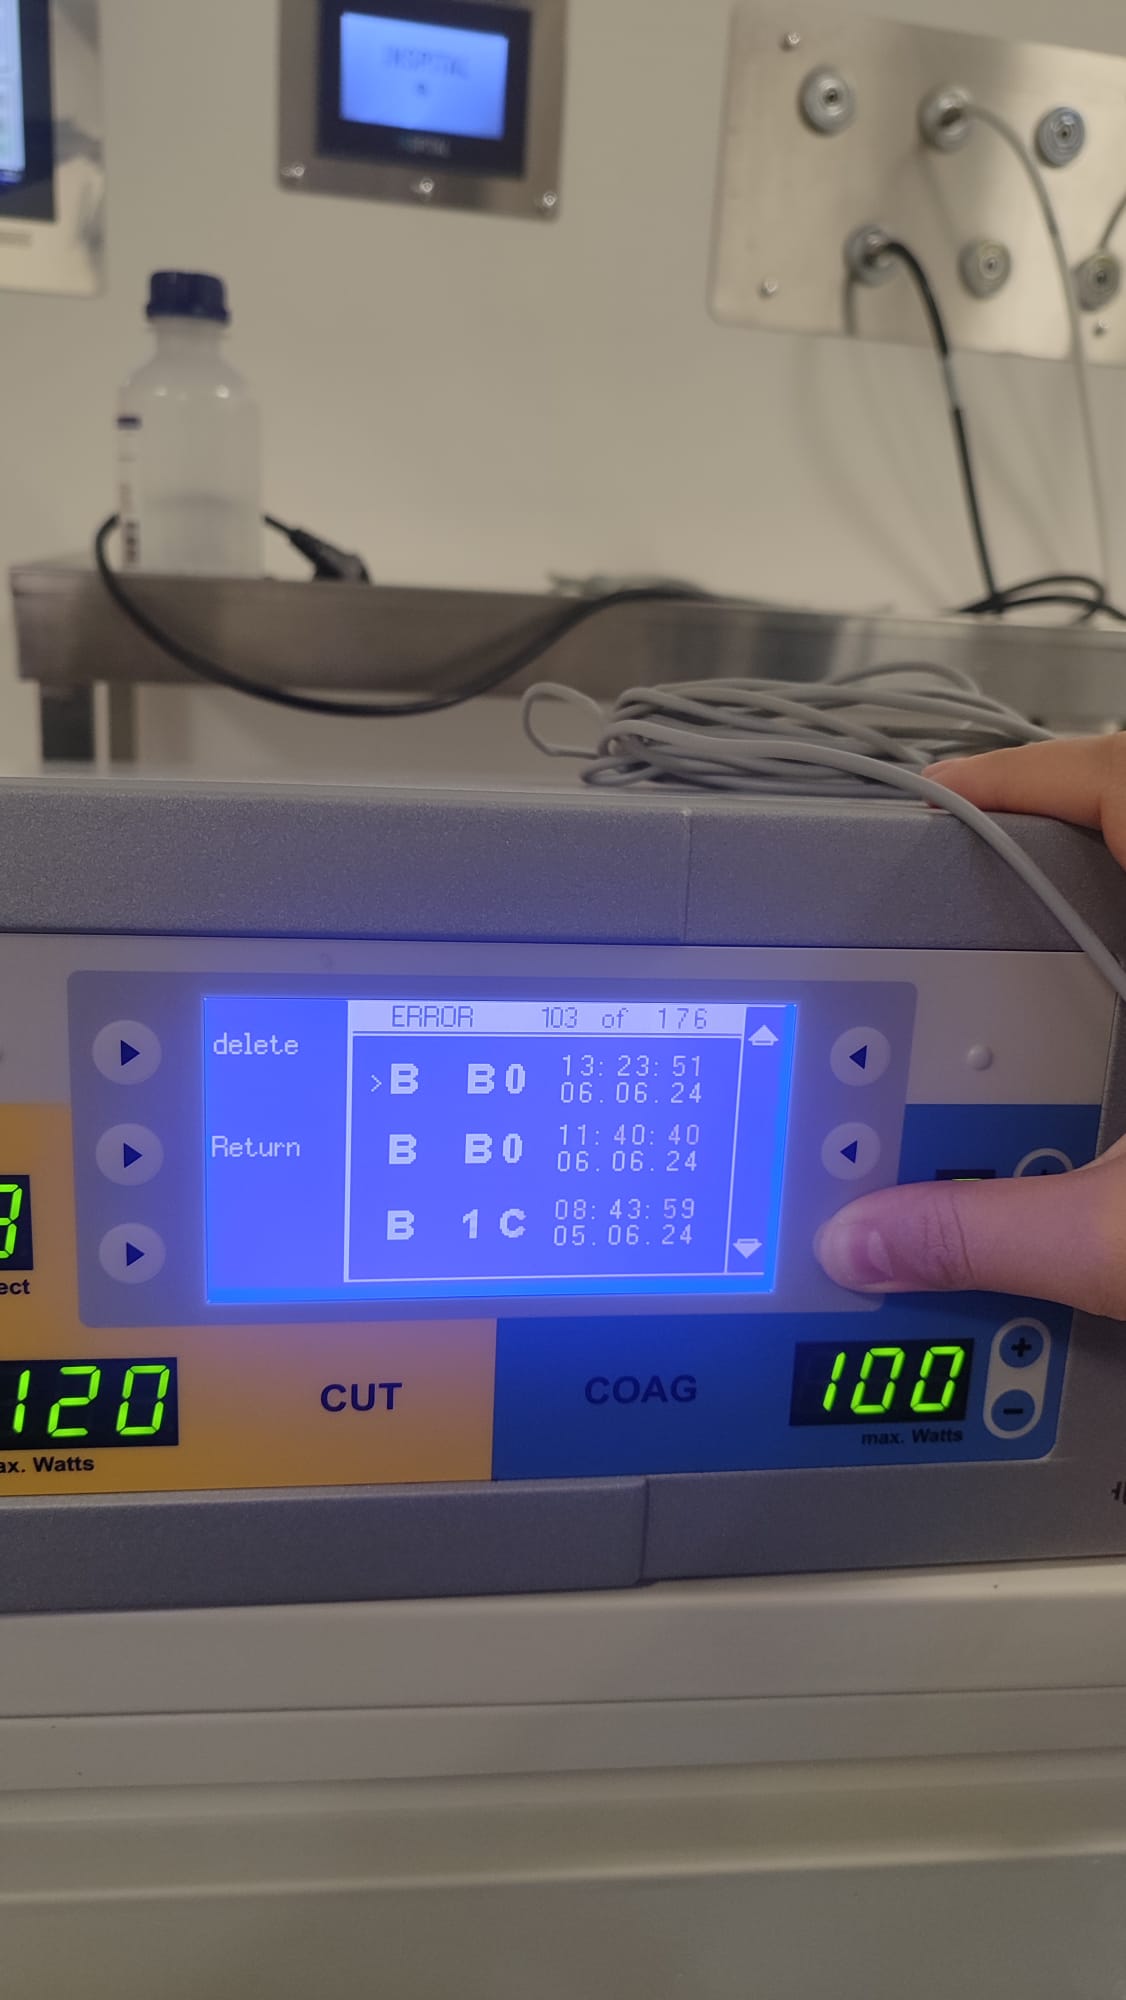 delete
Return
ERROR 103 of 176
>B B0 13:23:51
06.06.24
B B0 11:40:40
06.06.24
B 1C 08:43:59
05.06.24
ect
120
ax. Watts
CUT
COAG
100
max. Watts
+
-